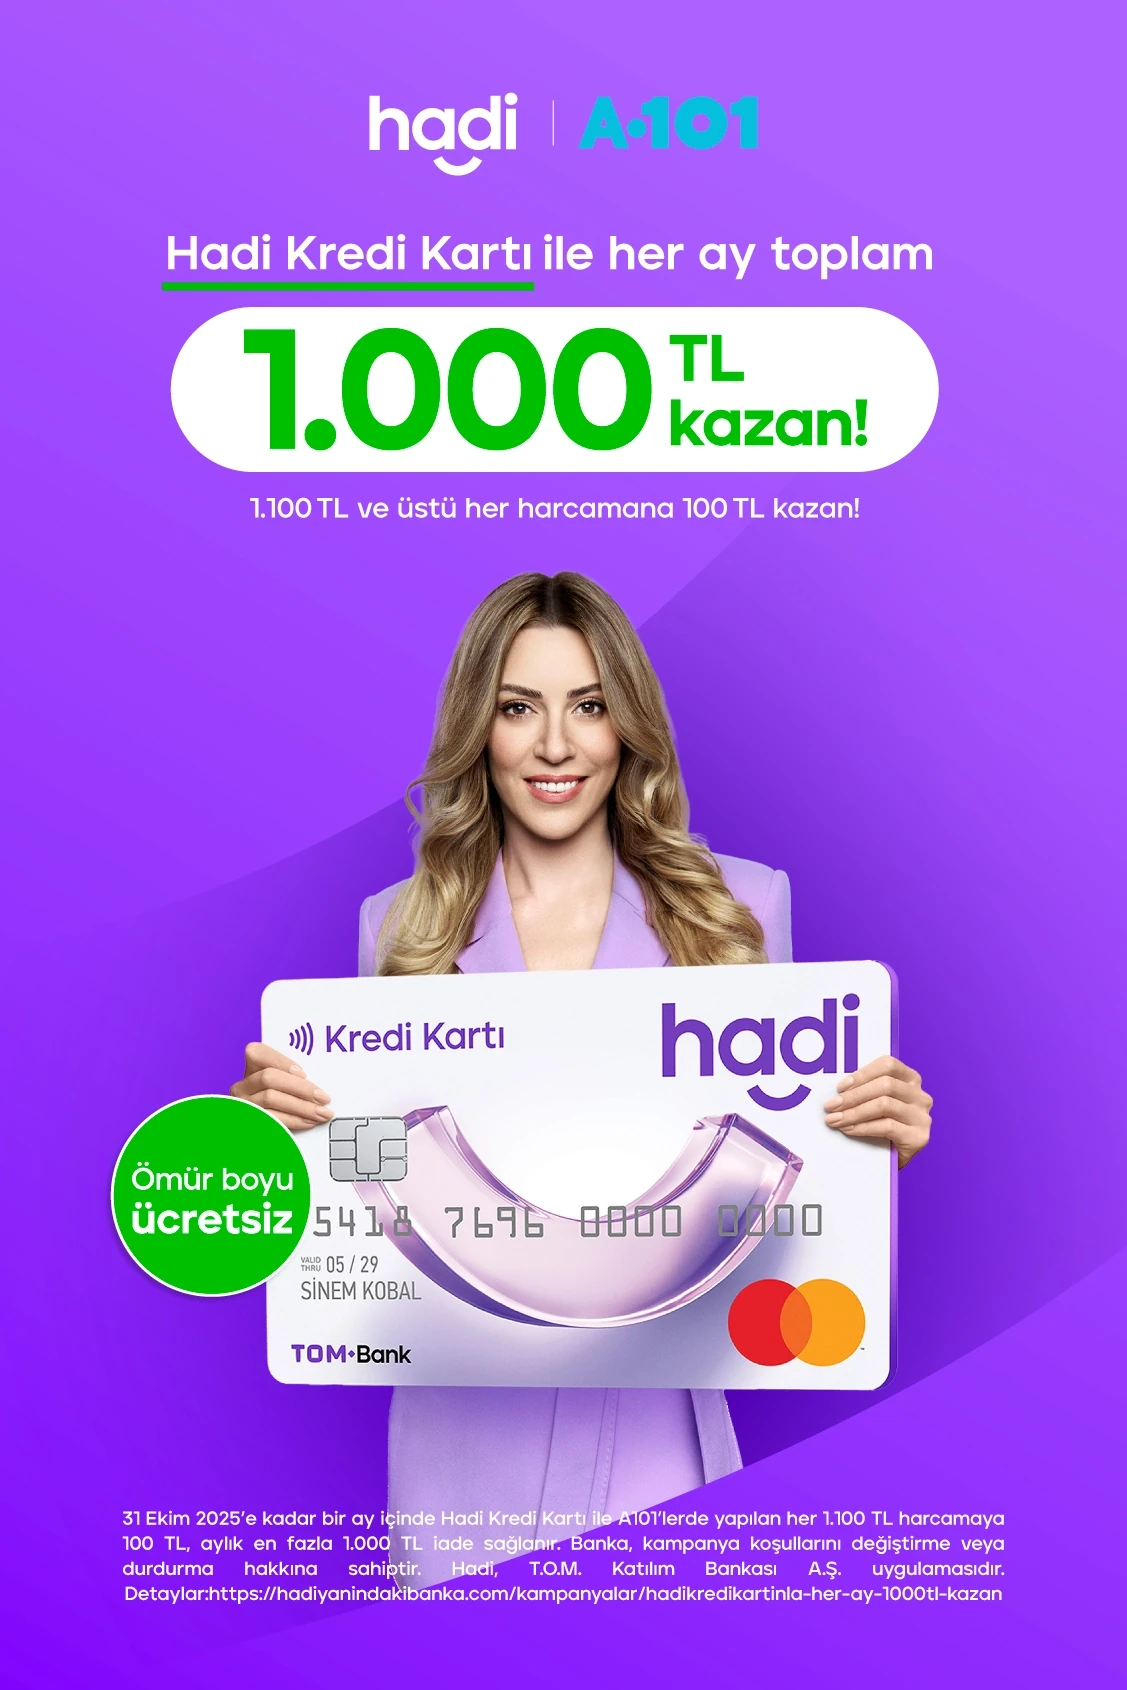 hadi | A101
Hadi Kredi Kartı ile her ay toplam
1.000 TL
kazan!
1.100 TL ve üstü her harcamana 100 TL kazan!
Kredi Kartı
hadi
Ömür boyu
ücretsiz
5418 7696 0000 0000
VALID
THRU 05 / 29
SİNEM KOBAL
TOM Bank
31 Ekim 2025'e kadar bir ay içinde Hadi Kredi Kartı ile A101'lerde yapılan her 1.100 TL harcamaya
100 TL, aylık en fazla 1.000 TL iade sağlanır. Banka, kampanya koşullarını değiştirme veya
durdurma hakkına sahiptir. Hadi, T.O.M. Katılım Bankası A.Ş. uygulamasıdır.
Detaylar:https://hadiyanindakibanka.com/kampanyalar/hadikredikartinla-her-ay-1000tl-kazan